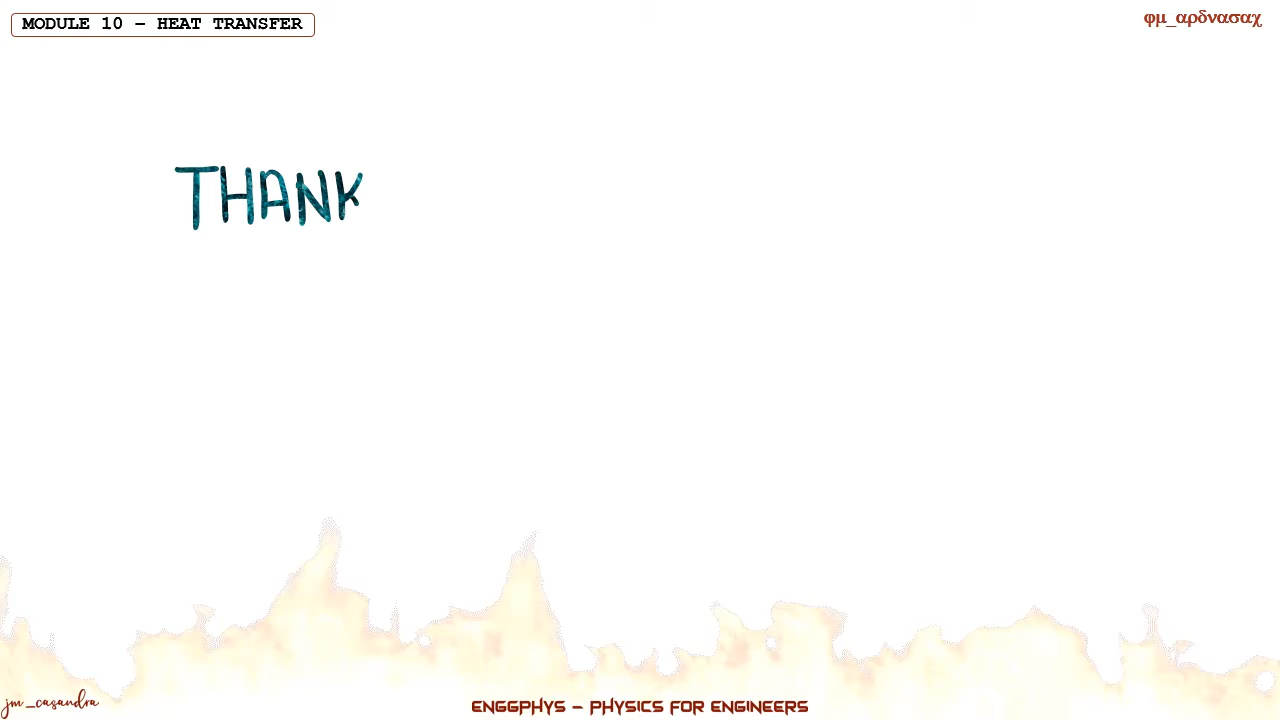 MODULE 10 – HEAT TRANSFER
φμ_αρδνασαχ
THANK
jm_casandra
ENGGPHYS – PHYSICS FOR ENGINEERS